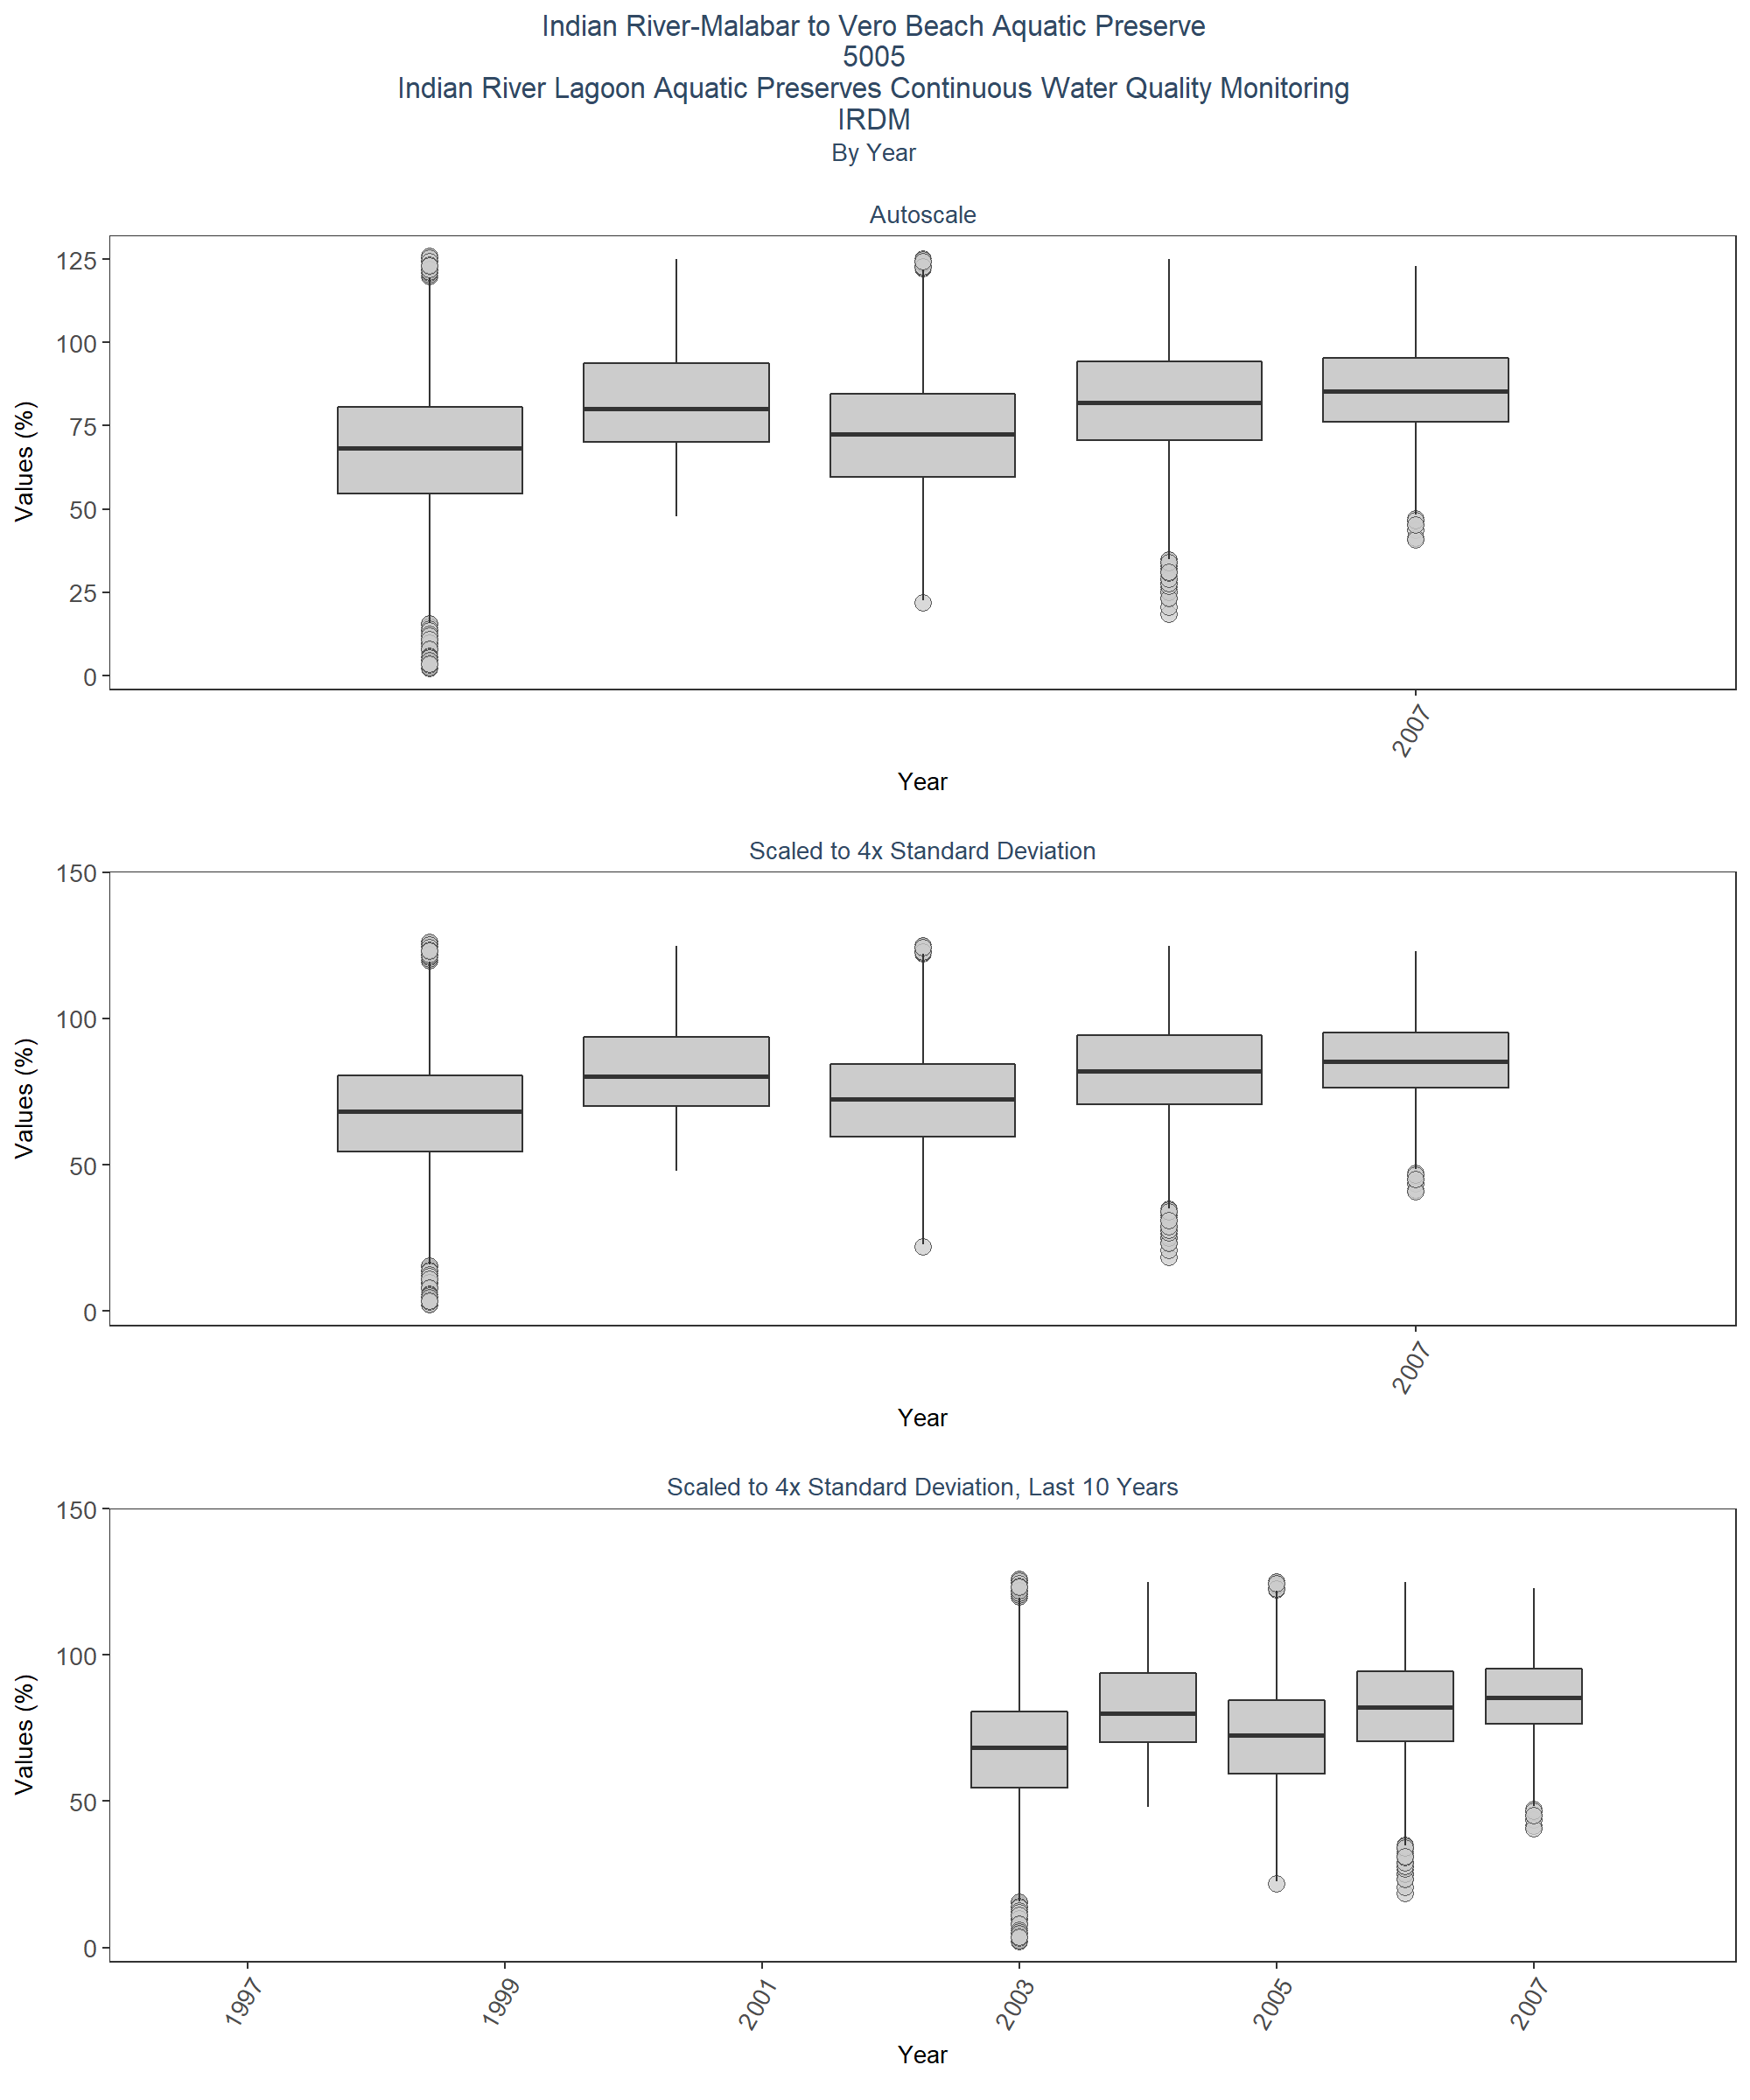 Indian River-Malabar to Vero Beach Aquatic Preserve
5005
Indian River Lagoon Aquatic Preserves Continuous Water Quality Monitoring
IRDM
By Year
Autoscale
125
100
75
50
25
0
Values (%)
2007
Year
Scaled to 4x Standard Deviation
150
100
50
0
Values (%)
2007
Year
Scaled to 4x Standard Deviation, Last 10 Years
150
100
50
0
Values (%)
1997
1999
2001
2003
2005
2007
Year